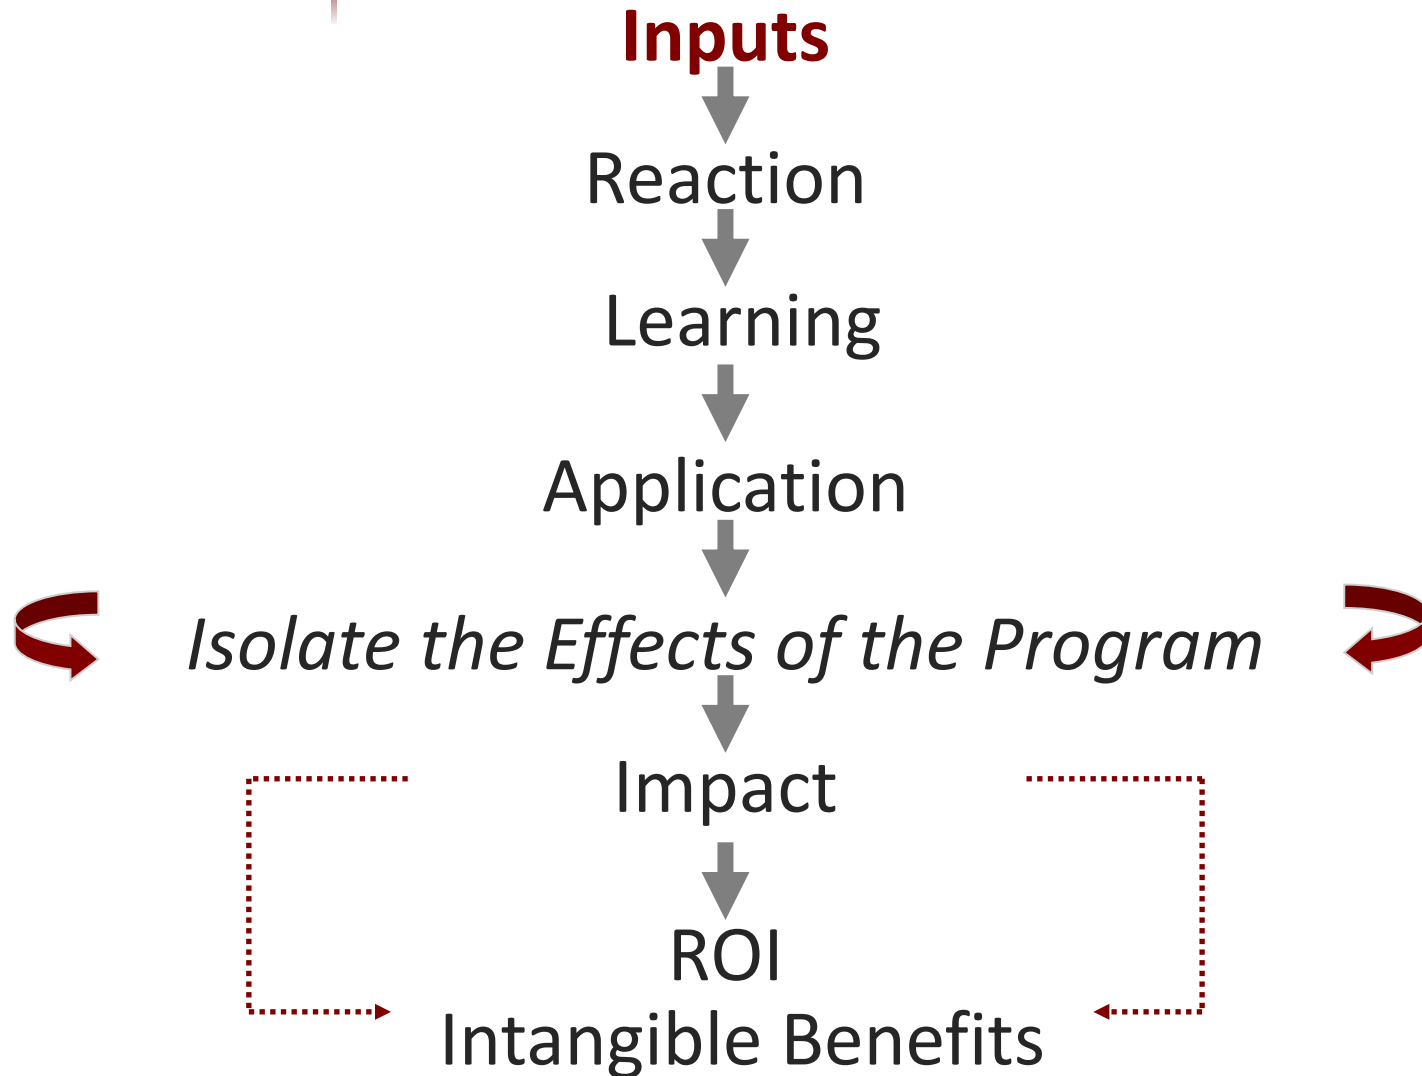 Inputs
Reaction
Learning
Application
Isolate the Effects of the Program
Impact
ROI
Intangible Benefits